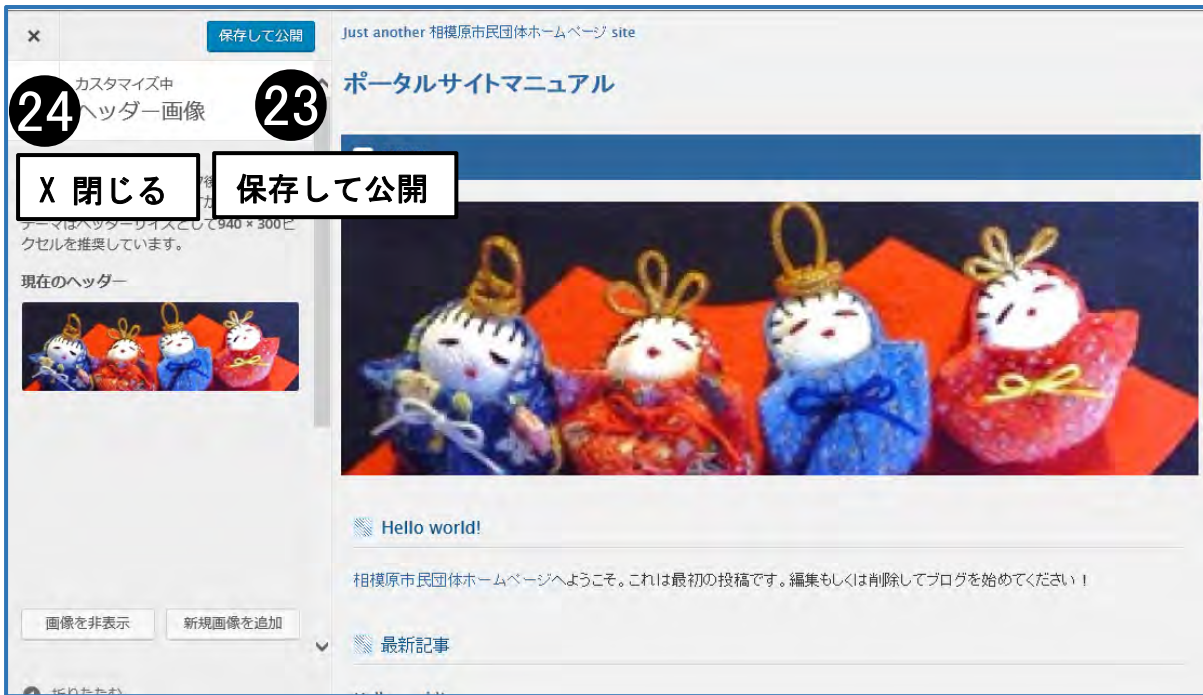 ×
保存して公開
Just another 相模原市民団体ホームページ site
カスタマイズ中
ヘッダー画像
24
23
ポータルサイトマニュアル
X 閉じる
保存して公開
テーマはヘッダーサイズとして940 × 300ピ
クセルを推奨しています。
現在のヘッダー
Hello world!
相模原市民団体ホームページへようこそ。これは最初の投稿です。編集もしくは削除してブログを始めてください！
画像を非表示
新規画像を追加
最新記事
折りたたむ